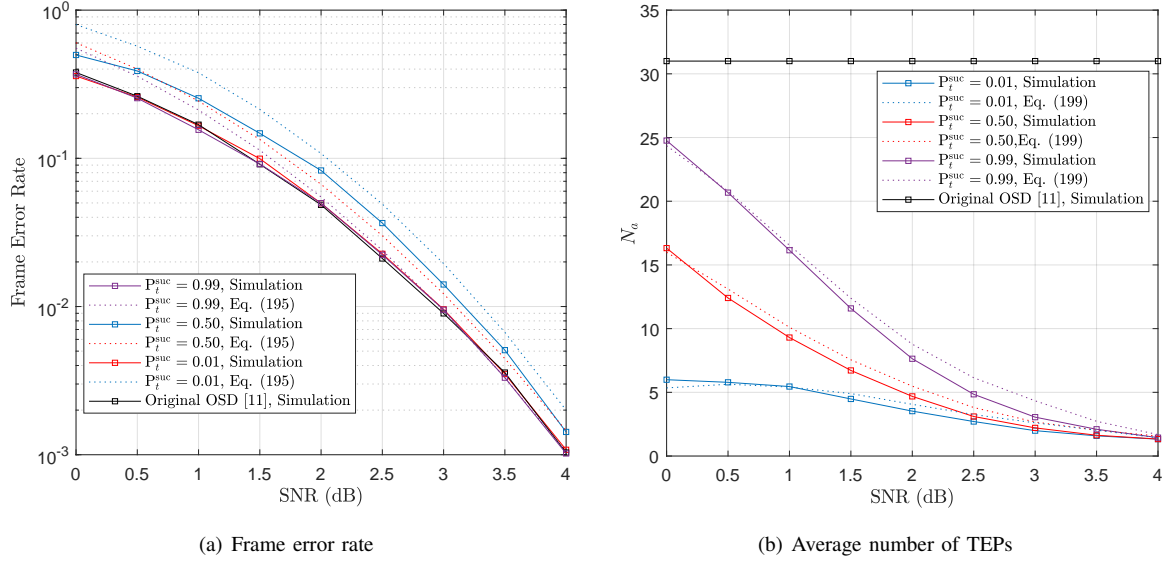 10^0
10^-1
10^-2
10^-3
Frame Error Rate
0 0.5 1 1.5 2 2.5 3 3.5 4
SNR (dB)
P_t^suc = 0.99, Simulation
P_t^suc = 0.99, Eq. (195)
P_t^suc = 0.50, Simulation
P_t^suc = 0.50, Eq. (195)
P_t^suc = 0.01, Simulation
P_t^suc = 0.01, Eq. (195)
Original OSD [11], Simulation
(a) Frame error rate
35
30
25
20
15
10
5
0
N_a
0 0.5 1 1.5 2 2.5 3 3.5 4
SNR (dB)
P_t^suc = 0.01, Simulation
P_t^suc = 0.01, Eq. (199)
P_t^suc = 0.50, Simulation
P_t^suc = 0.50,Eq. (199)
P_t^suc = 0.99, Simulation
P_t^suc = 0.99, Eq. (199)
Original OSD [11], Simulation
(b) Average number of TEPs